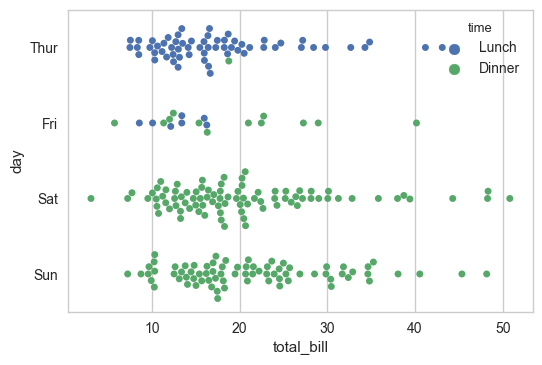 time
Lunch
Dinner
Thur
Fri
Sat
Sun
day
10 20 30 40 50
total_bill